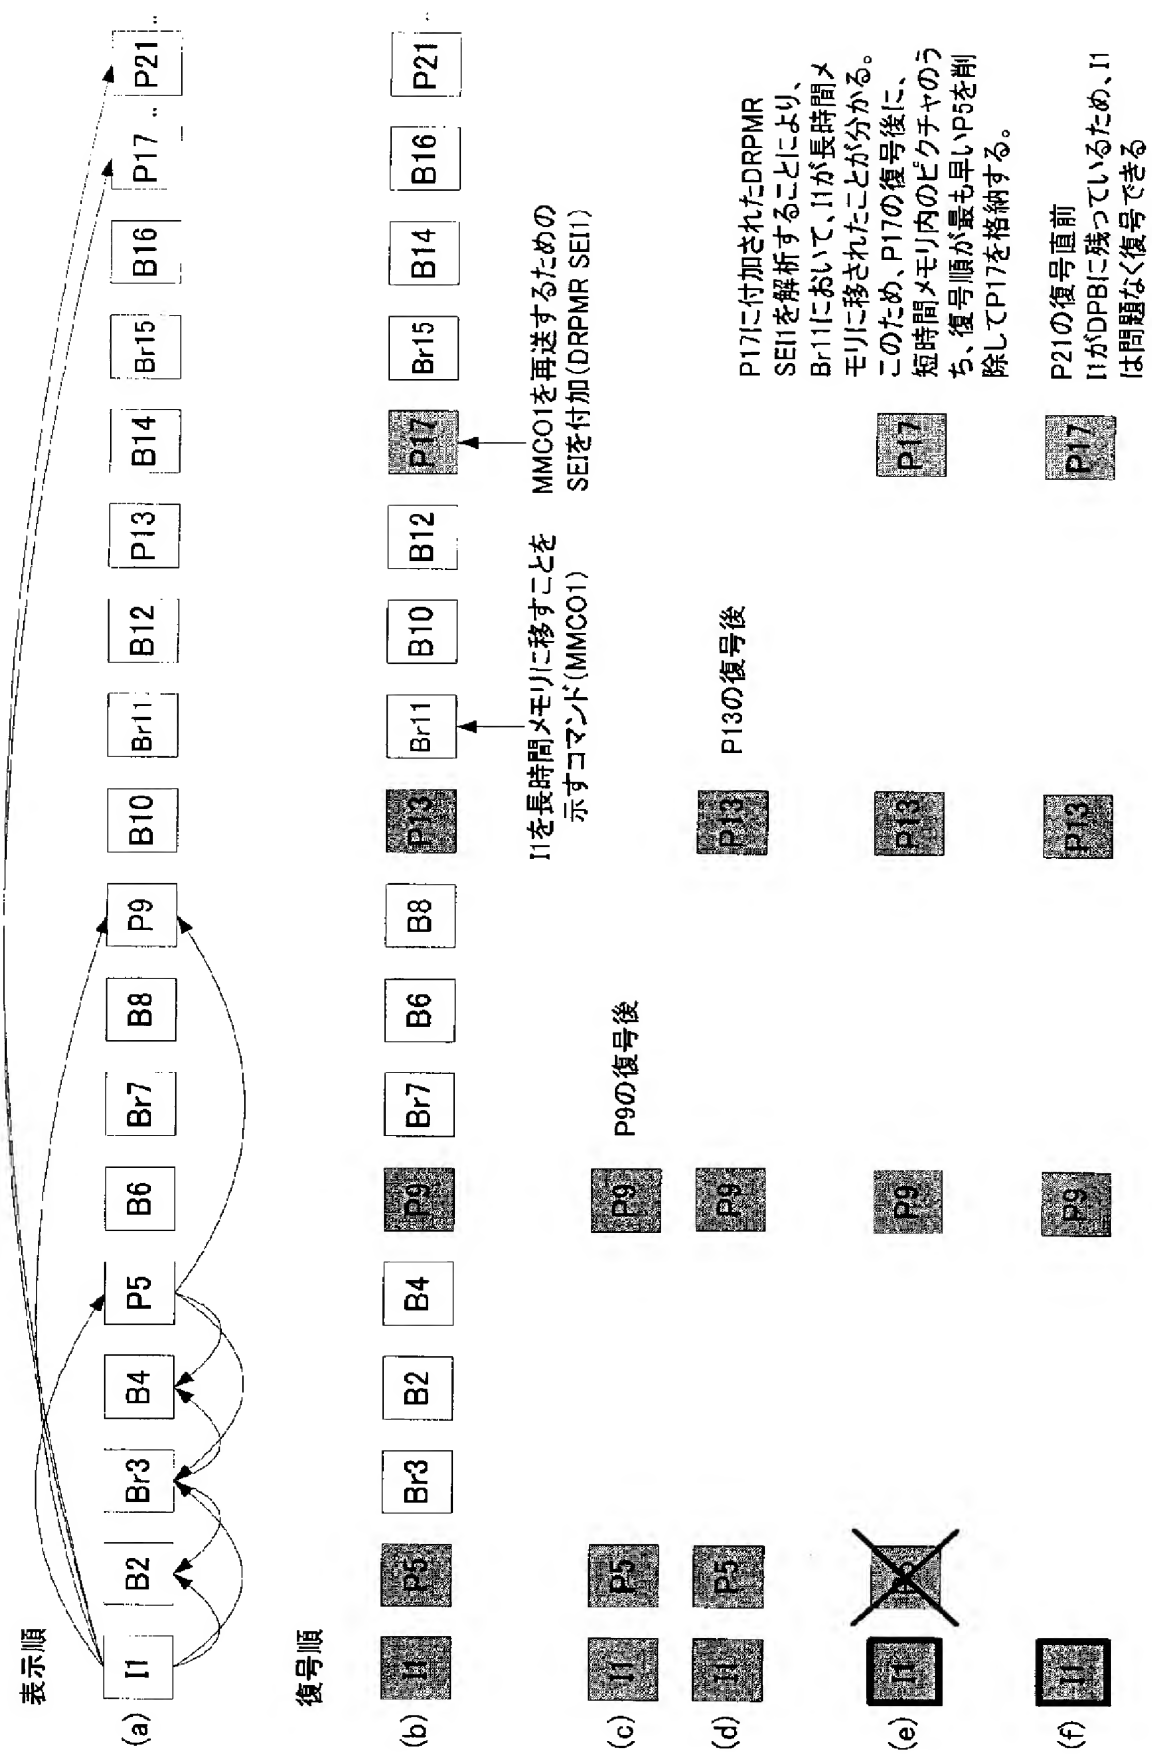 表示順
(a) I1 B2 Br3 B4 P5 B6 Br7 B8 P9 B10 Br11 B12 P13 B14 Br15 B16 P17 ‥ P21 ‥
復号順
(b) I1 P5 Br3 B2 B4 P9 Br7 B6 B8 P13 Br11 B10 B12 P17 Br15 B14 B16 P21 ‥
I1を長時間メモリに移すことを
示すコマンド(MMCO1)
MMCO1を再送するための
SEIを付加(DRPMR SEI1)
(c) I1 P5 P9 P9の復号後
(d) I1 P5 P9 P13 P13の復号後
(e) I1 P5 P9 P13 P17
P17に付加されたDRPMR
SEI1を解析することにより、
Br11において、I1が長時間メ
モリに移されたことが分かる。
このため、P17の復号後に、
短時間メモリ内のピクチャのう
ち、復号順が最も早いP5を削
除してP17を格納する。
(f) I1 P9 P13 P17
P21の復号直前
I1がDPBに残っているため、I1
は問題なく復号できる